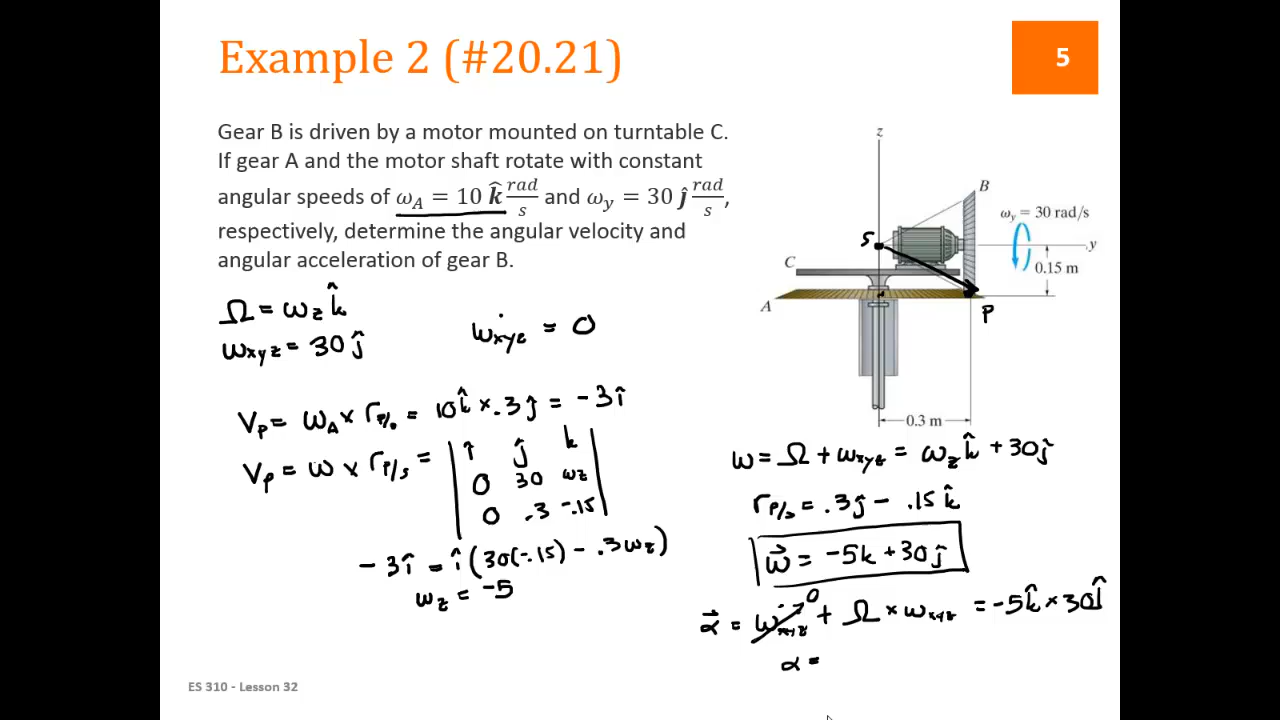 Example 2 (#20.21)
5
Gear B is driven by a motor mounted on turntable C.
If gear A and the motor shaft rotate with constant
angular speeds of ω_A = 10 k̂ rad/s and ω_y = 30 ĵ rad/s,
respectively, determine the angular velocity and
angular acceleration of gear B.
z
B
ω_y = 30 rad/s
S
y
C
0.15 m
A
P
0.3 m
Ω = ω_z k̂
ω_xyz = 30 ĵ
ω̇_xyz = 0
V_P = ω_A × r_P/o = 10k̂ × .3ĵ = -3î
V_P = ω × r_P/s = | î ĵ k̂ |
0 30 ω_z
0 .3 -.15
-3î = î(30(-.15) - .3ω_z)
ω_z = -5
ω = Ω + ω_xyz = ω_z k̂ + 30ĵ
r_P/s = .3ĵ - .15k̂
ω⃗ = -5k + 30ĵ
α⃗ = ω̇_xyz 0 + Ω × ω_xyz = -5k̂ × 30ĵ
α =
ES 310 - Lesson 32